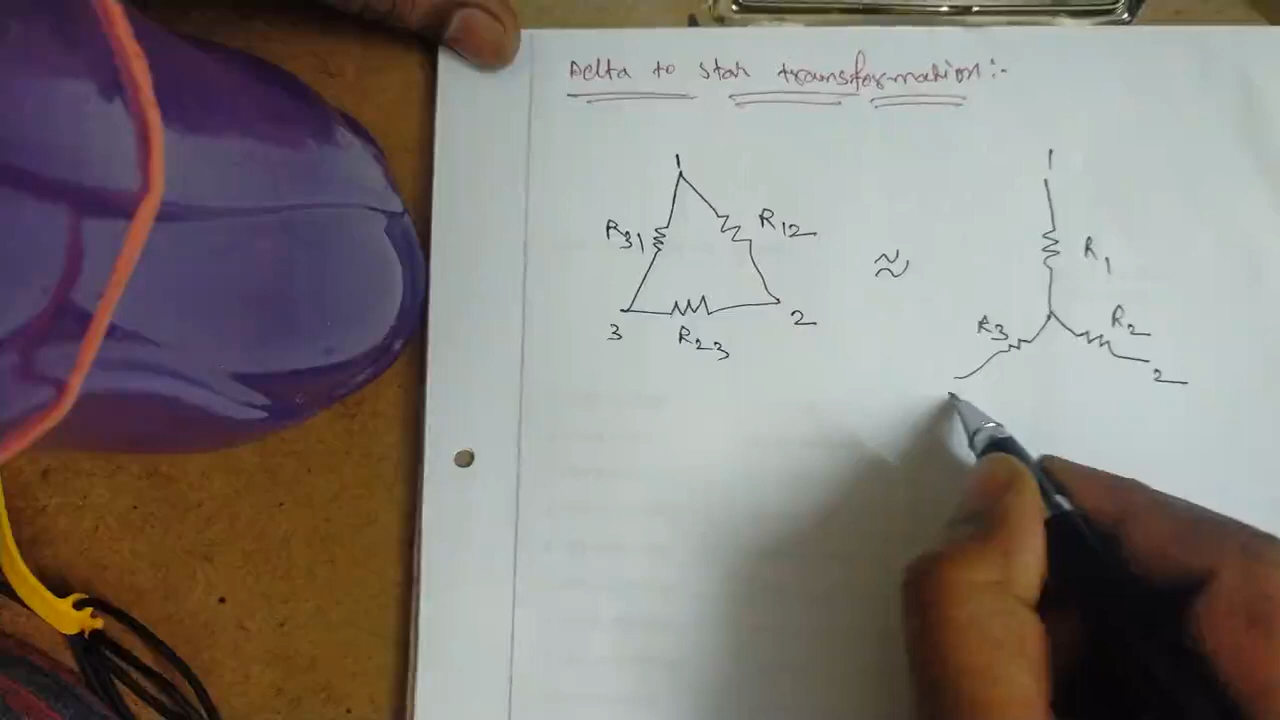 Delta to star transformation:-
1
1
R31
R12
≈
R1
3
R23
2
R3
R2
2